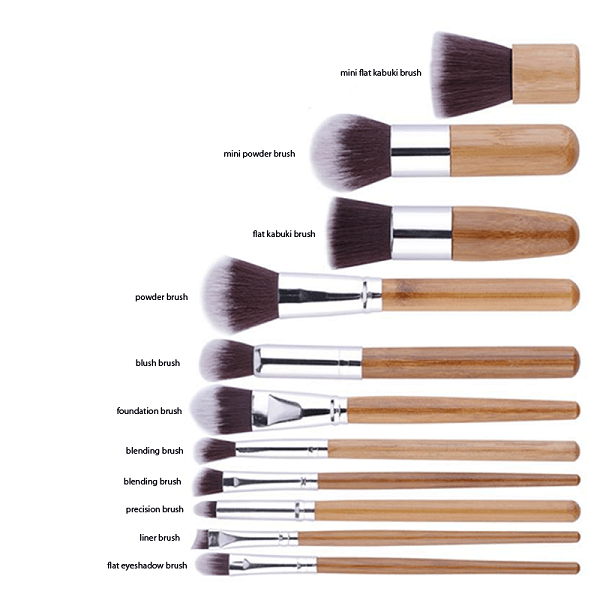 mini flat kabuki brush
mini powder brush
flat kabuki brush
powder brush
blush brush
foundation brush
blending brush
blending brush
precision brush
liner brush
flat eyeshadow brush